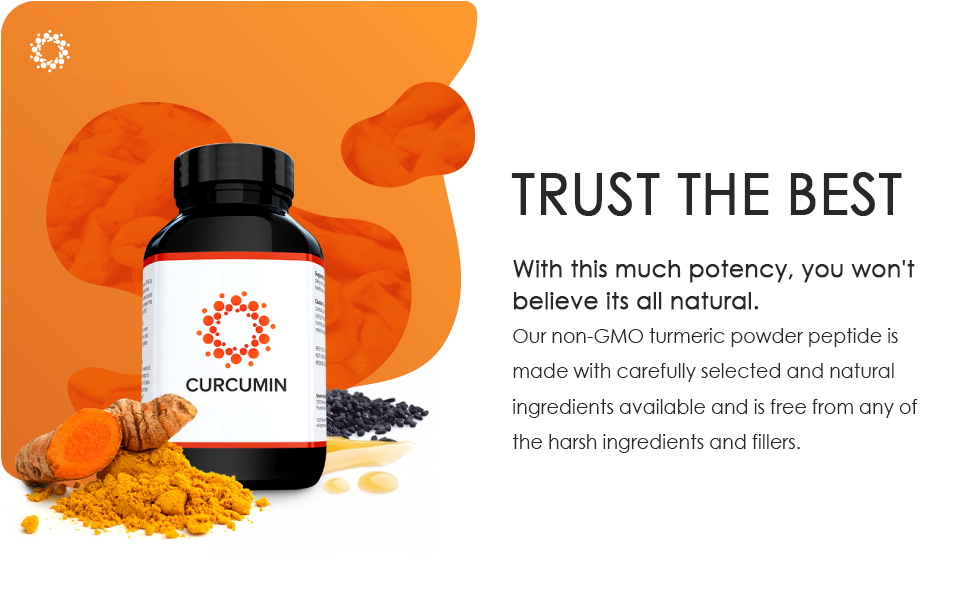 TRUST THE BEST
With this much potency, you won't
believe its all natural.
Our non-GMO turmeric powder peptide is
made with carefully selected and natural
ingredients available and is free from any of
the harsh ingredients and fillers.
CURCUMIN